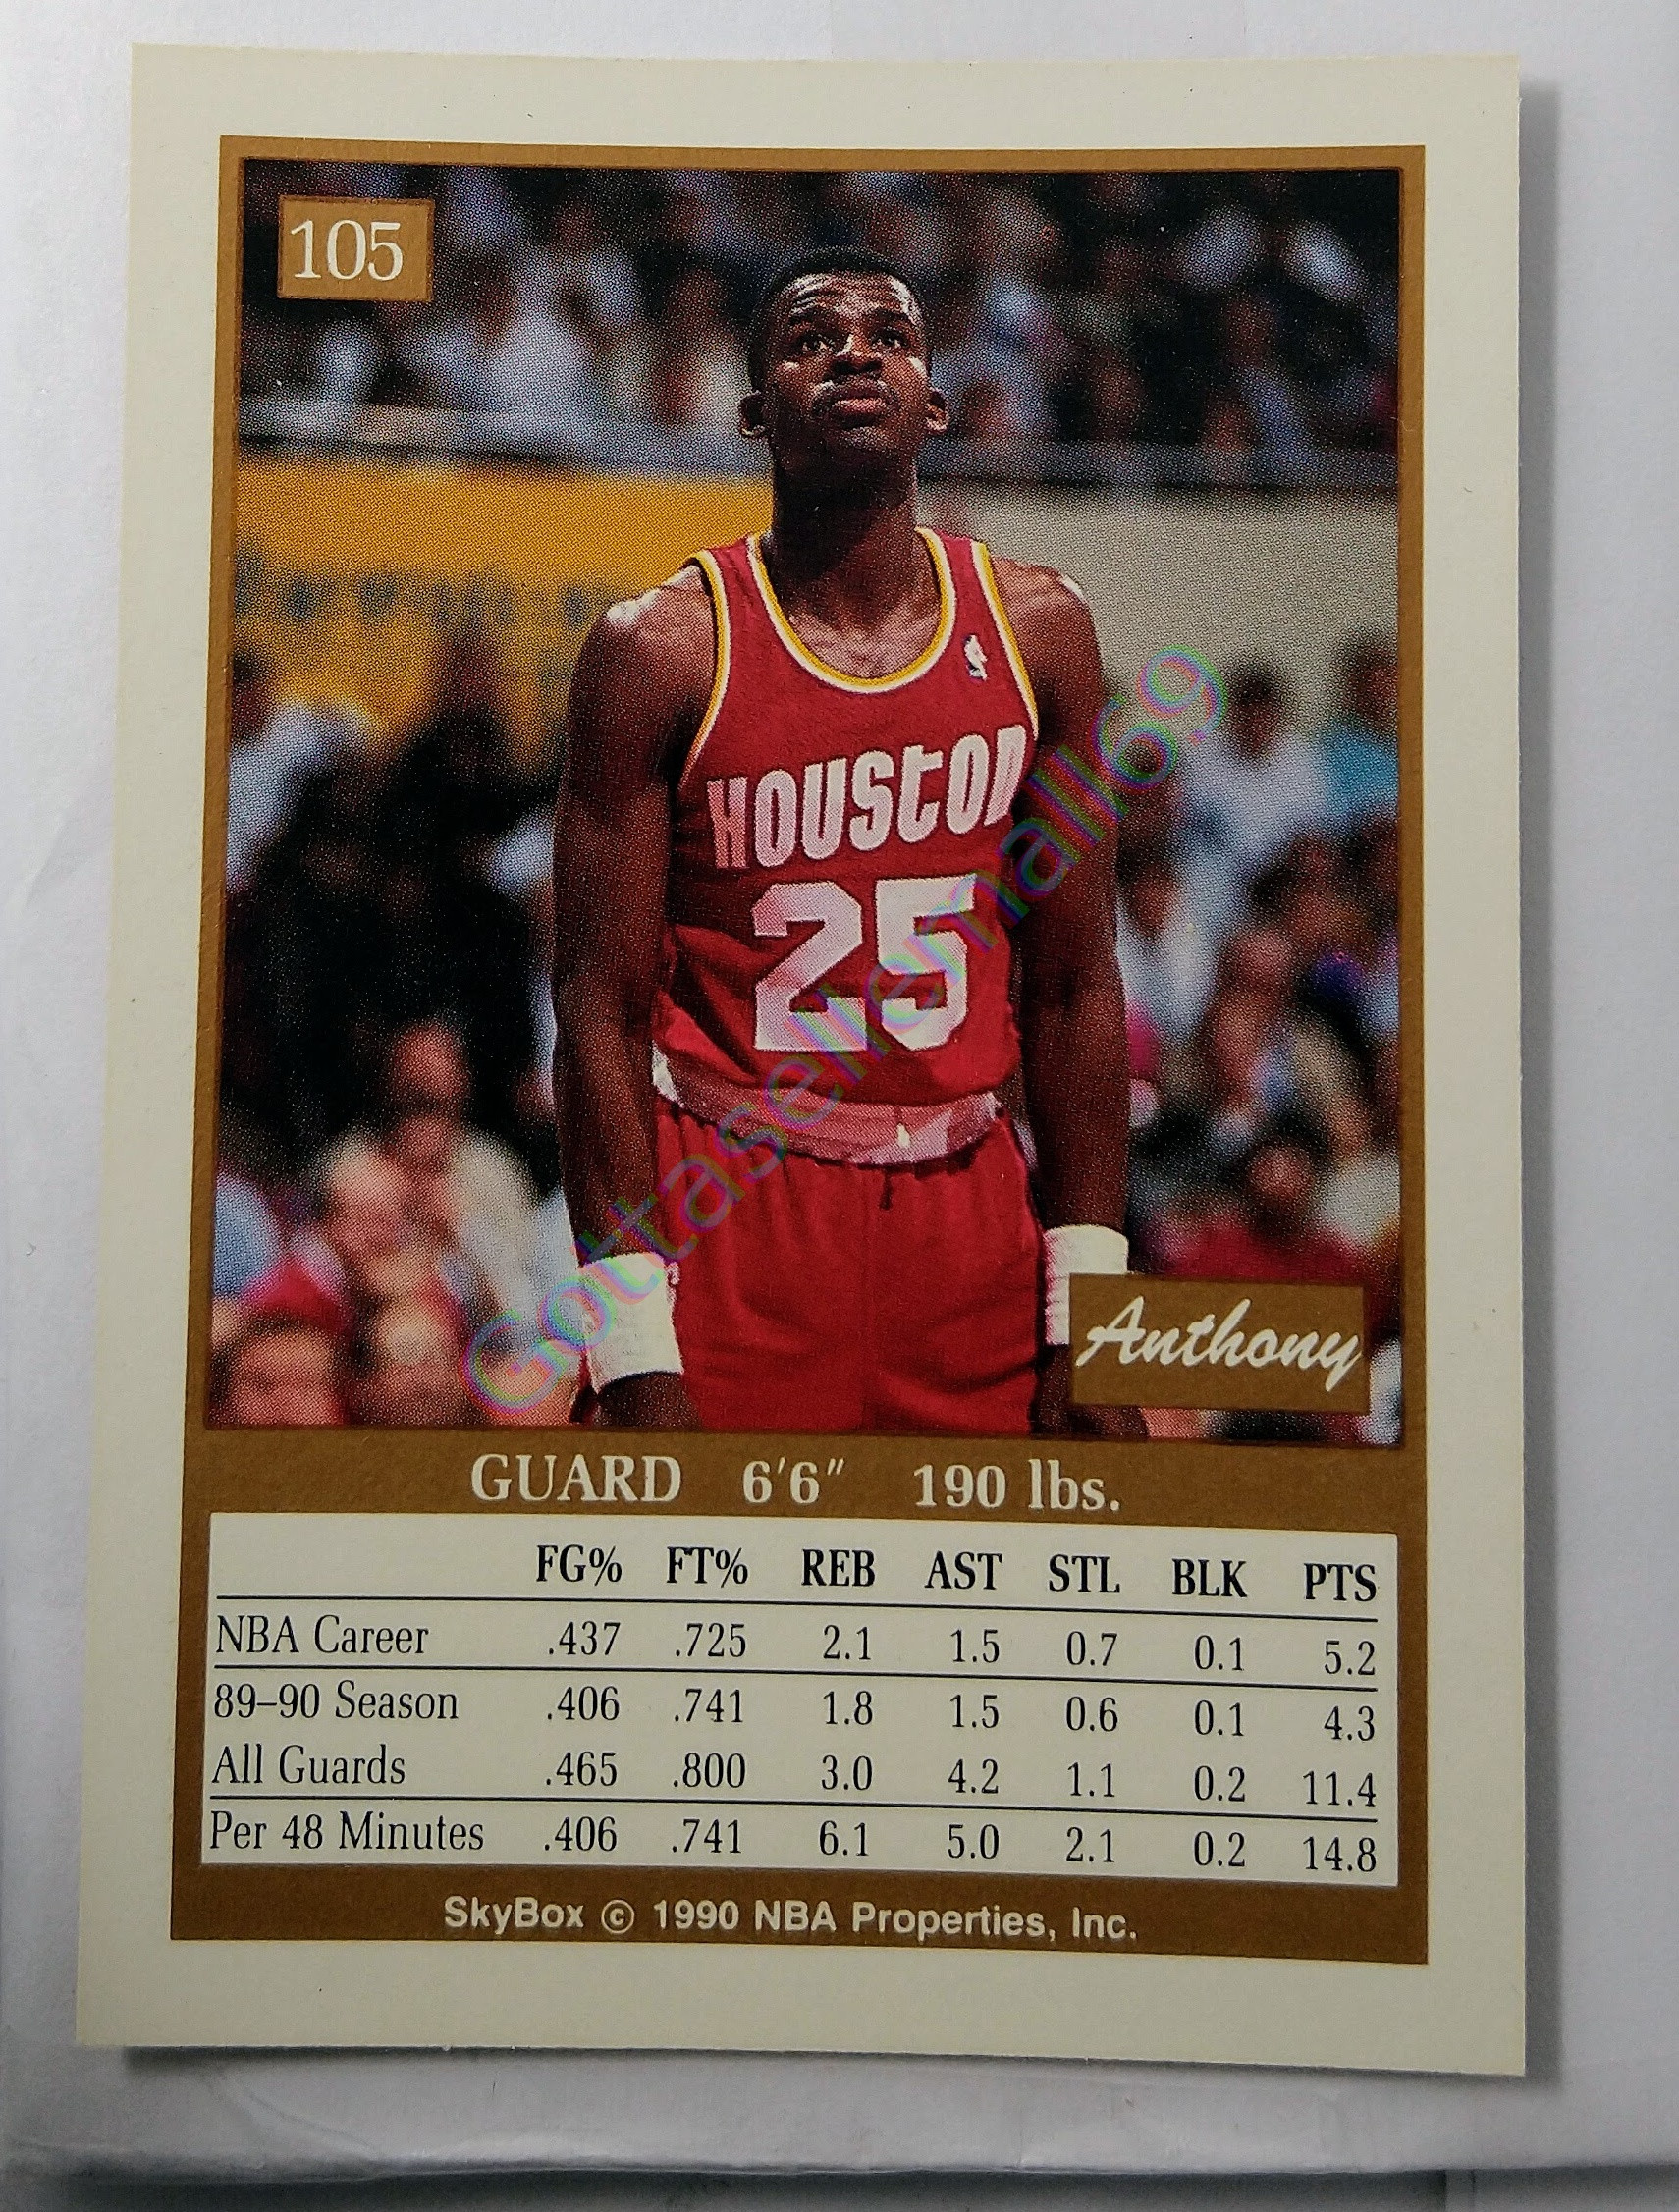 105
HOUSTON
25
Gottasellemall69
Anthony
GUARD 6'6" 190 lbs.
FG% FT% REB AST STL BLK PTS
NBA Career .437 .725 2.1 1.5 0.7 0.1 5.2
89–90 Season .406 .741 1.8 1.5 0.6 0.1 4.3
All Guards .465 .800 3.0 4.2 1.1 0.2 11.4
Per 48 Minutes .406 .741 6.1 5.0 2.1 0.2 14.8
SkyBox © 1990 NBA Properties, Inc.